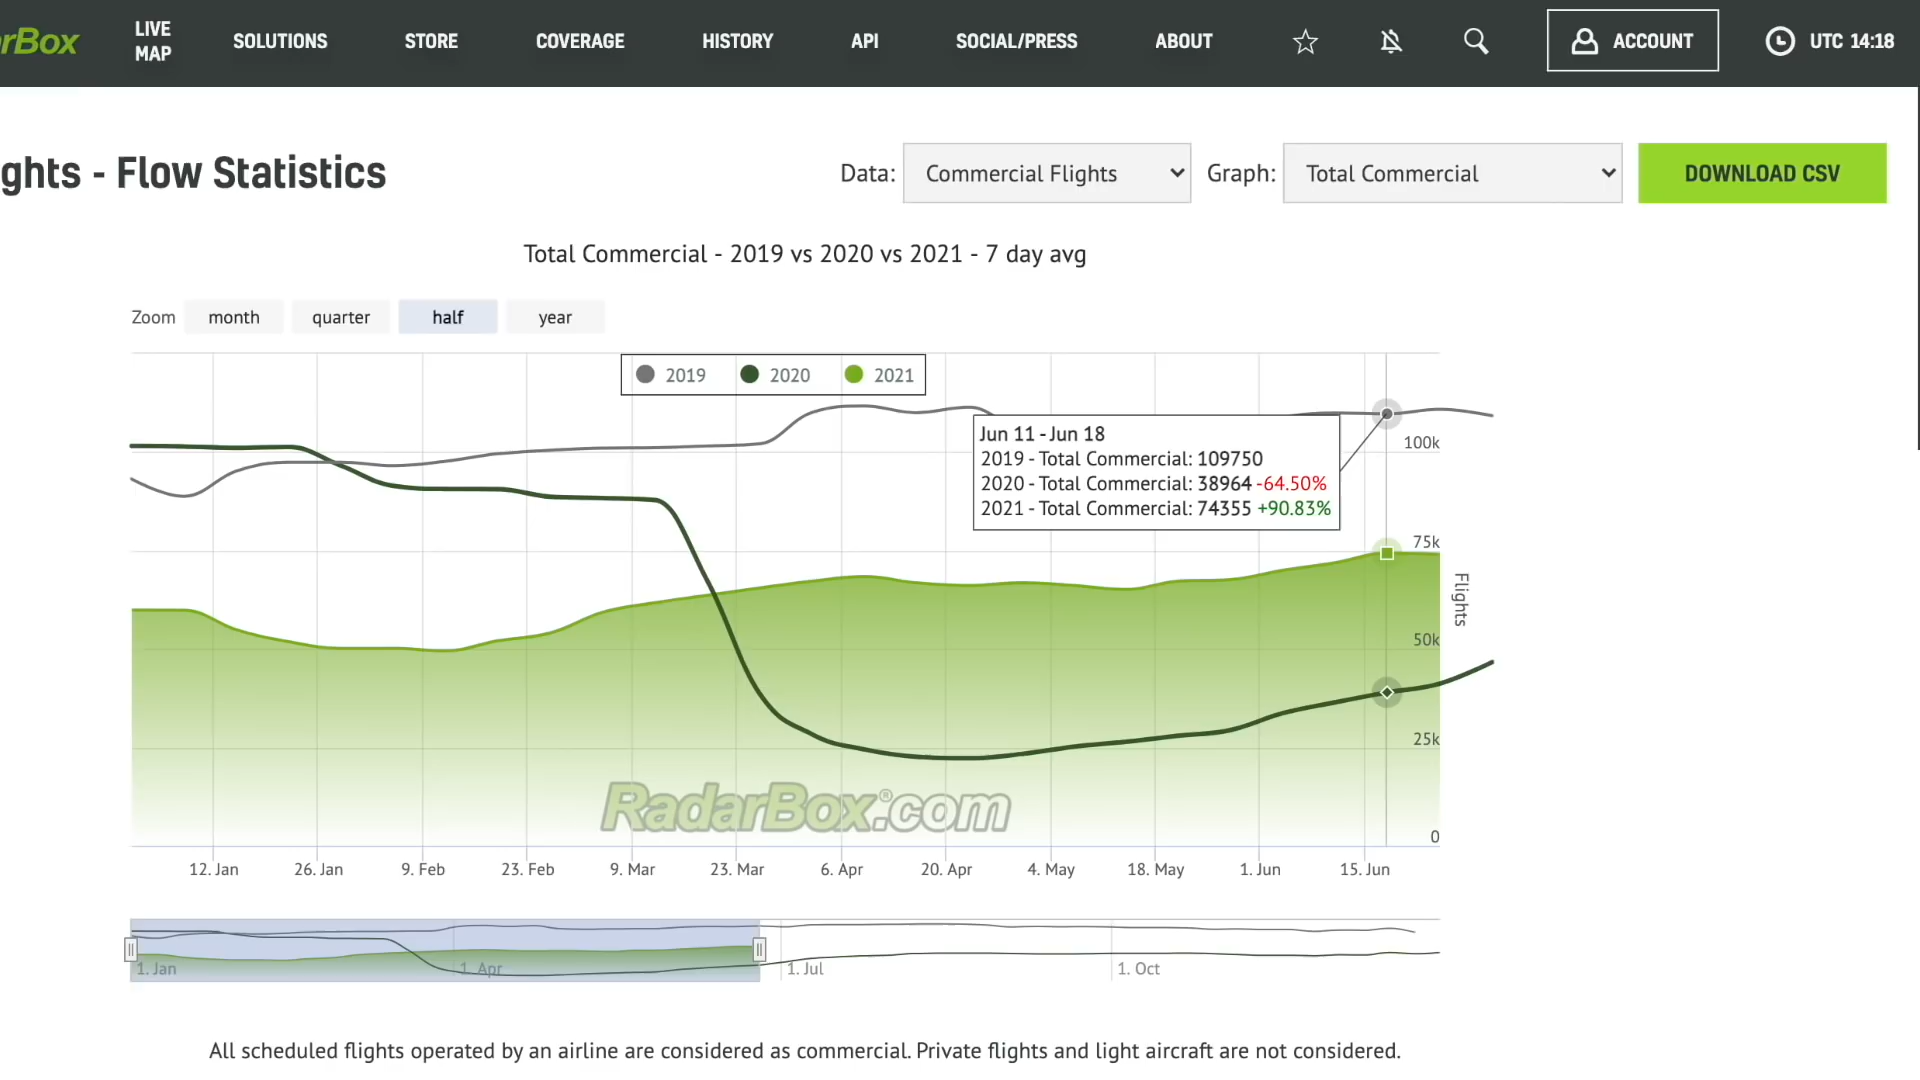 rBox
LIVE MAP
SOLUTIONS
STORE
COVERAGE
HISTORY
API
SOCIAL/PRESS
ABOUT
ACCOUNT
UTC 14:18
ghts - Flow Statistics
Data:
Commercial Flights
Graph:
Total Commercial
DOWNLOAD CSV
Total Commercial - 2019 vs 2020 vs 2021 - 7 day avg
Zoom
month
quarter
half
year
2019
2020
2021
Jun 11 - Jun 18
2019 - Total Commercial: 109750
2020 - Total Commercial: 38964 -64.50%
2021 - Total Commercial: 74355 +90.83%
100k
75k
50k
25k
0
Flights
RadarBox®.com
12. Jan
26. Jan
9. Feb
23. Feb
9. Mar
23. Mar
6. Apr
20. Apr
4. May
18. May
1. Jun
15. Jun
1. Jan
1. Apr
1. Jul
1. Oct
All scheduled flights operated by an airline are considered as commercial. Private flights and light aircraft are not considered.